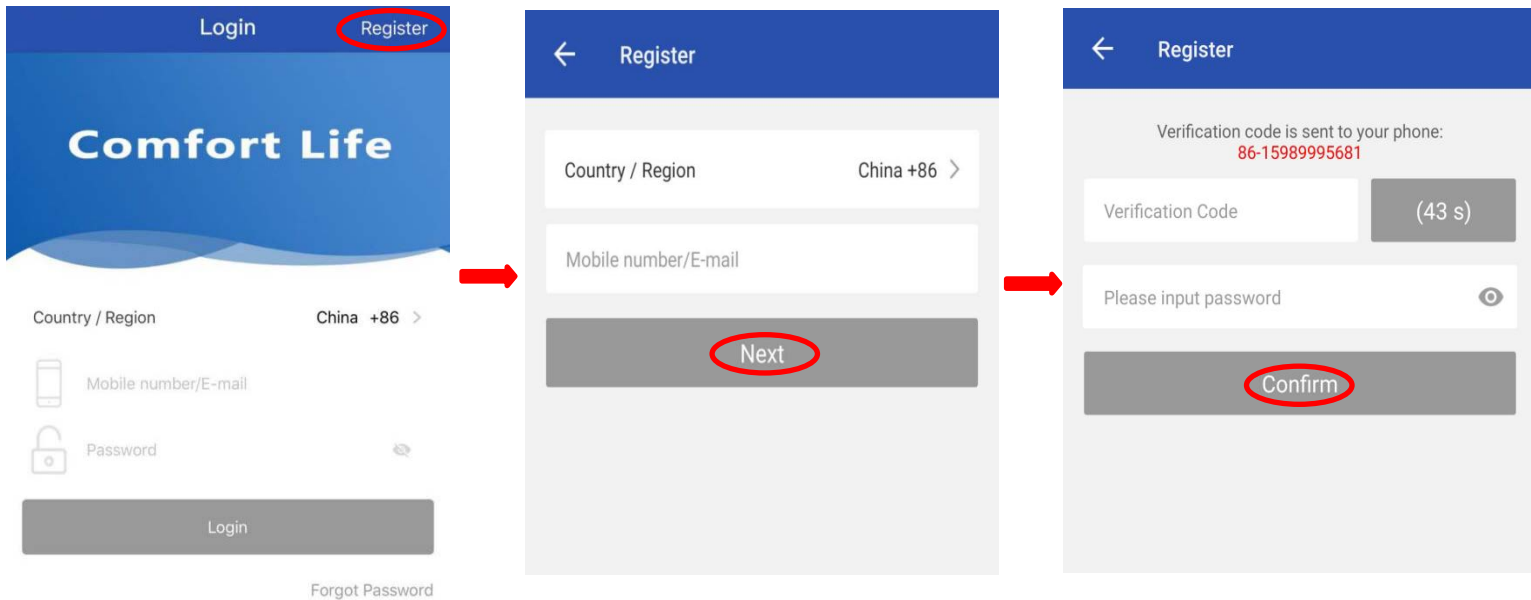 Login
Register
Comfort Life
Country / Region
China +86
Mobile number/E-mail
Password
Login
Forgot Password
Register
Country / Region
China +86
Mobile number/E-mail
Next
Register
Verification code is sent to your phone:
86-15989995681
Verification Code
(43 s)
Please input password
Confirm